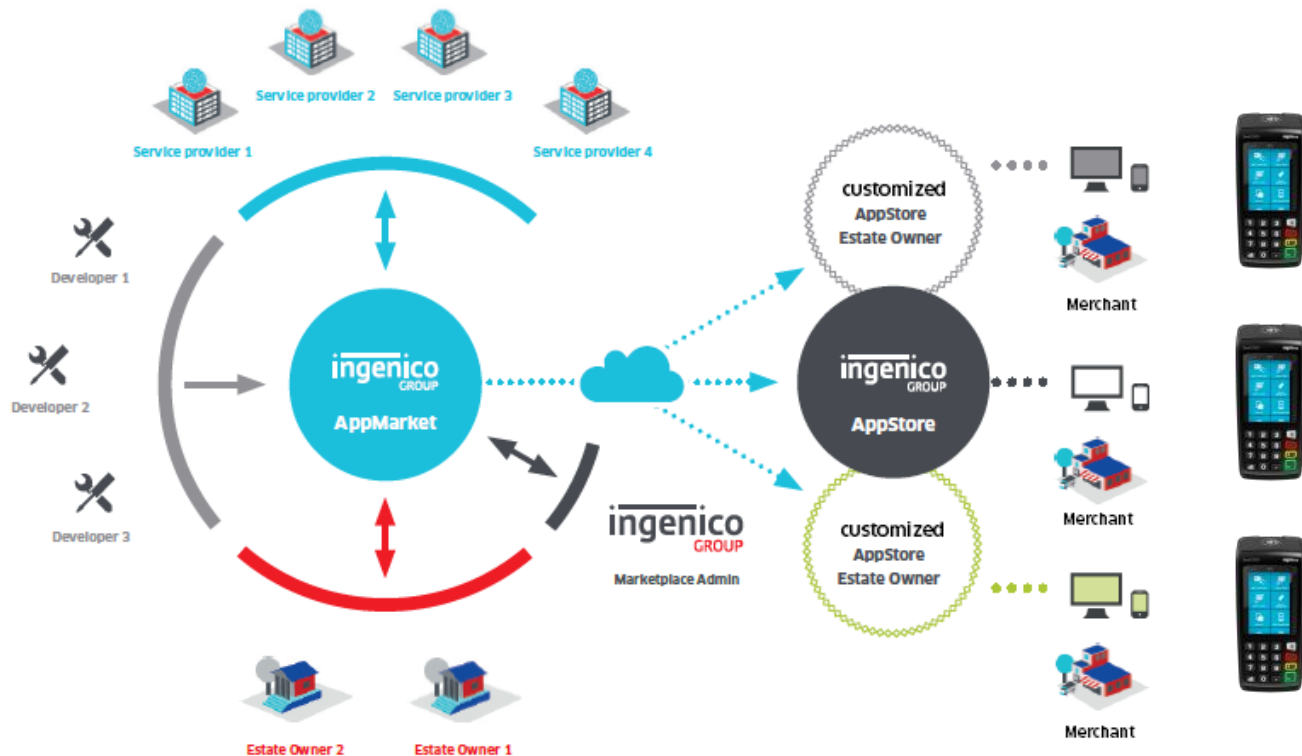 Service provider 2
Service provider 3
Service provider 1
Service provider 4
Developer 1
Developer 2
Developer 3
ingenico
GROUP
AppMarket
ingenico
GROUP
Marketplace Admin
Estate Owner 2
Estate Owner 1
customized
AppStore
Estate Owner
ingenico
GROUP
AppStore
customized
AppStore
Estate Owner
Merchant
Merchant
Merchant